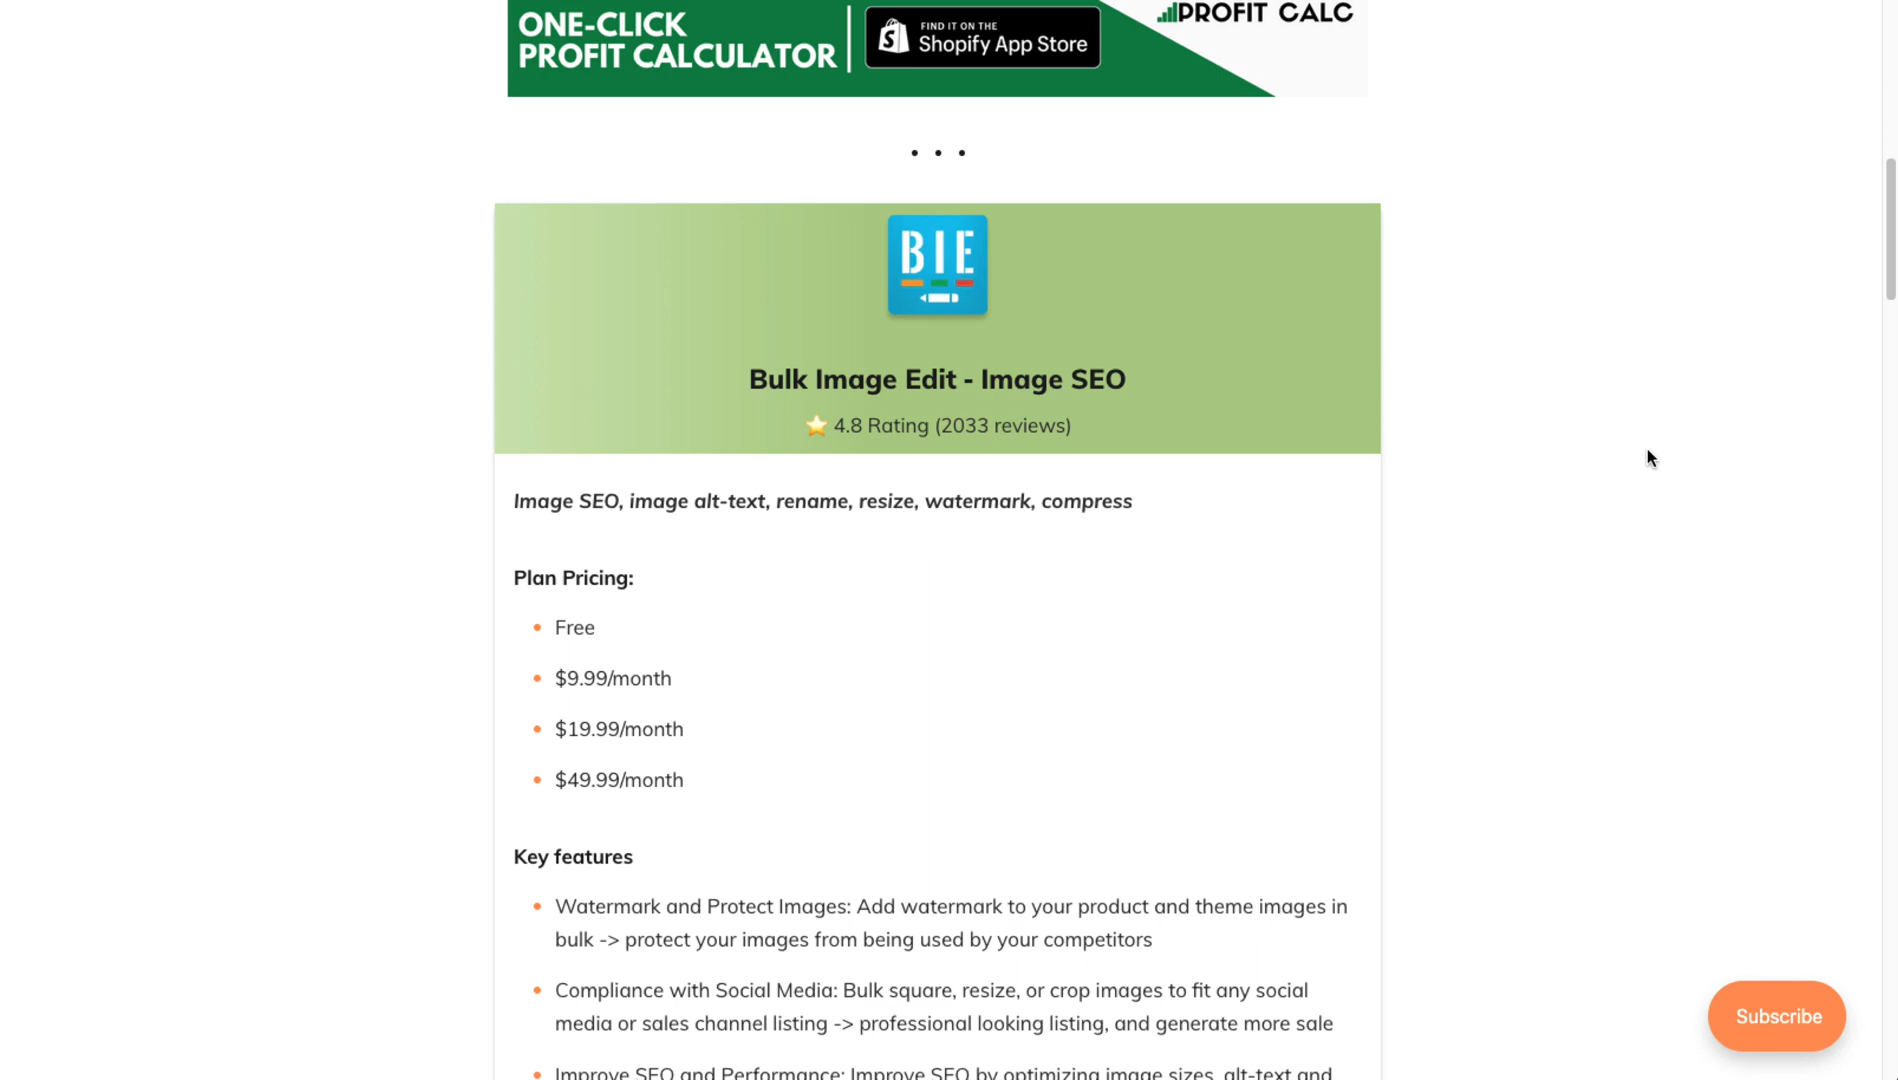 ONE-CLICK
PROFIT CALCULATOR
FIND IT ON THE
Shopify App Store
PROFIT CALC
• • •
BIE
Bulk Image Edit - Image SEO
⭐ 4.8 Rating (2033 reviews)
Image SEO, image alt-text, rename, resize, watermark, compress
Plan Pricing:
• Free
• $9.99/month
• $19.99/month
• $49.99/month
Key features
• Watermark and Protect Images: Add watermark to your product and theme images in
bulk -> protect your images from being used by your competitors
• Compliance with Social Media: Bulk square, resize, or crop images to fit any social
media or sales channel listing -> professional looking listing, and generate more sale
• Improve SEO and Performance: Improve SEO by optimizing image sizes, alt-text and
Subscribe